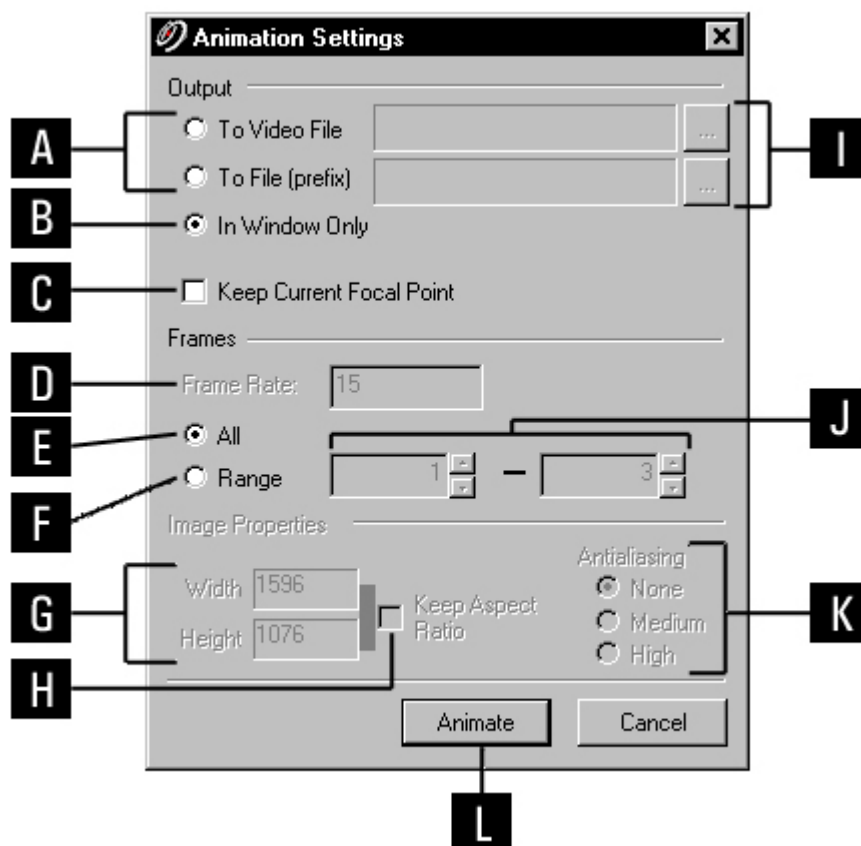 Animation Settings
Output
A
To Video File
...
I
To File (prefix)
...
B
In Window Only
C
Keep Current Focal Point
Frames
D
Frame Rate: 15
J
E
All
F
Range 1 — 3
Image Properties
Antialiasing
G
Width 1596
Height 1076
Keep Aspect
Ratio
None
Medium
High
K
H
Animate Cancel
L